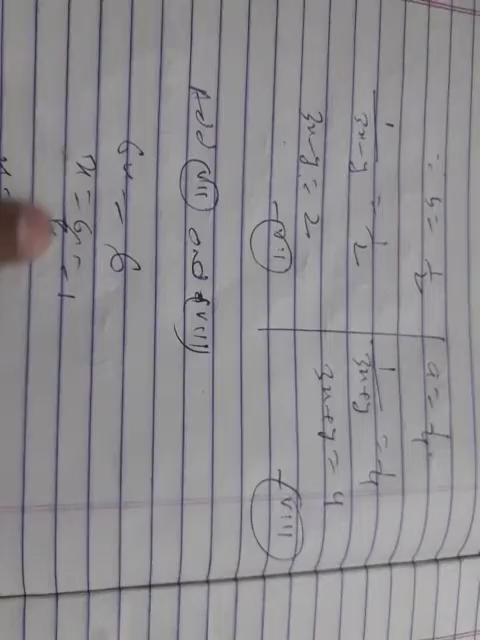 ∴ b = 1/2 | a = 1/4
1/(3x-y) = 1/2 | 1/(3x+y) = 1/4
3x-y = 2 | 3x+y = 4
- (vii) | - (viii)
Add (vii) and (viii)
6x = 6
x = 6/6 = 1